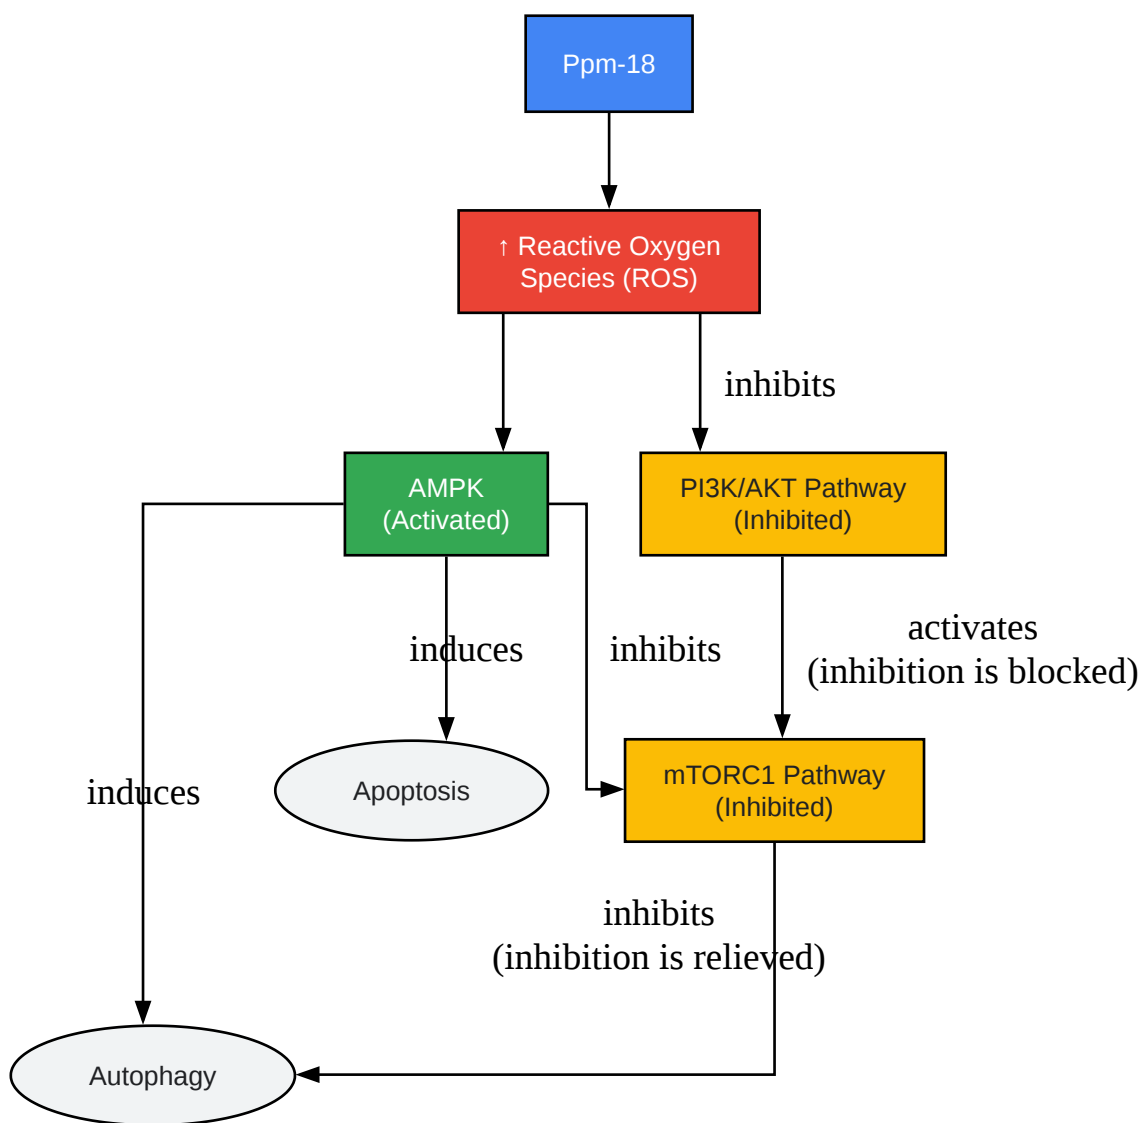 Ppm-18
↑ Reactive Oxygen
Species (ROS)
inhibits
AMPK
(Activated)
PI3K/AKT Pathway
(Inhibited)
induces
inhibits
activates
(inhibition is blocked)
induces
Apoptosis
mTORC1 Pathway
(Inhibited)
inhibits
(inhibition is relieved)
Autophagy